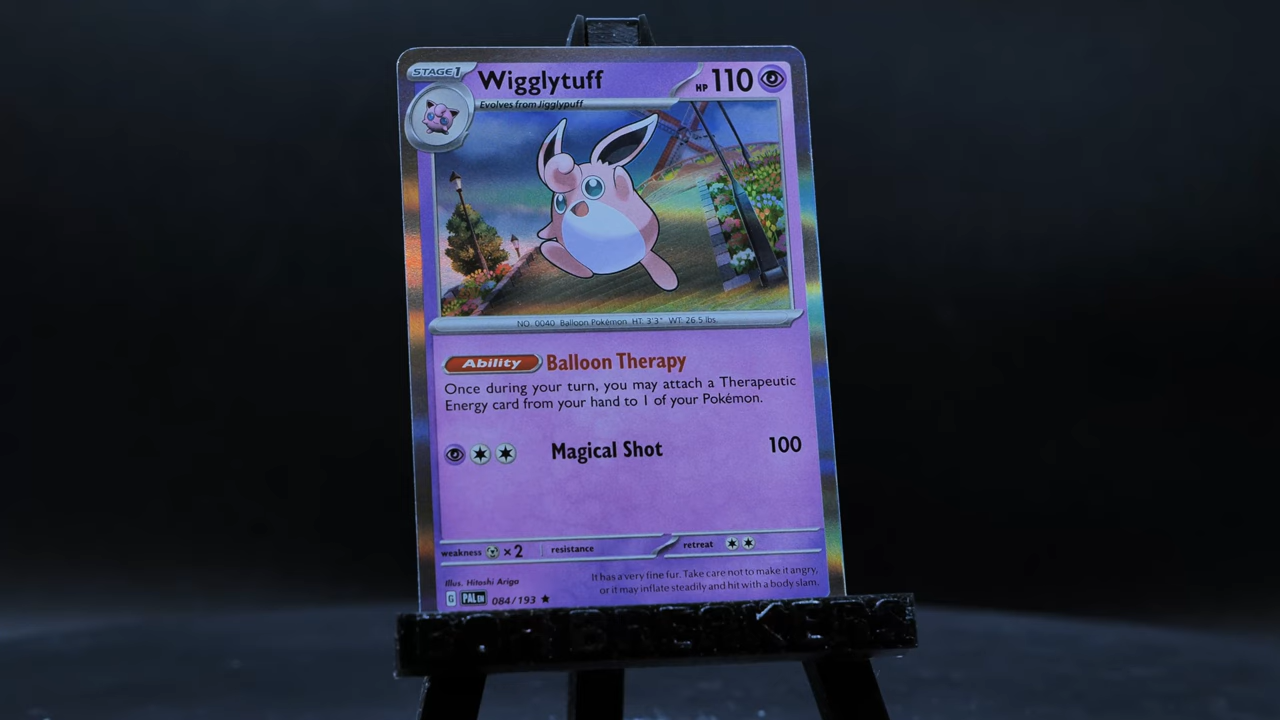 STAGE1
Wigglytuff
HP 110
Evolves from Jigglypuff
NO. 0040 Balloon Pokémon HT: 3'3" WT: 26.5 lbs.
Ability Balloon Therapy
Once during your turn, you may attach a Therapeutic
Energy card from your hand to 1 of your Pokémon.
Magical Shot 100
weakness ×2 resistance retreat
Illus. Hitoshi Ariga
It has a very fine fur. Take care not to make it angry,
or it may inflate steadily and hit with a body slam.
G PAL EN 084/193 ★